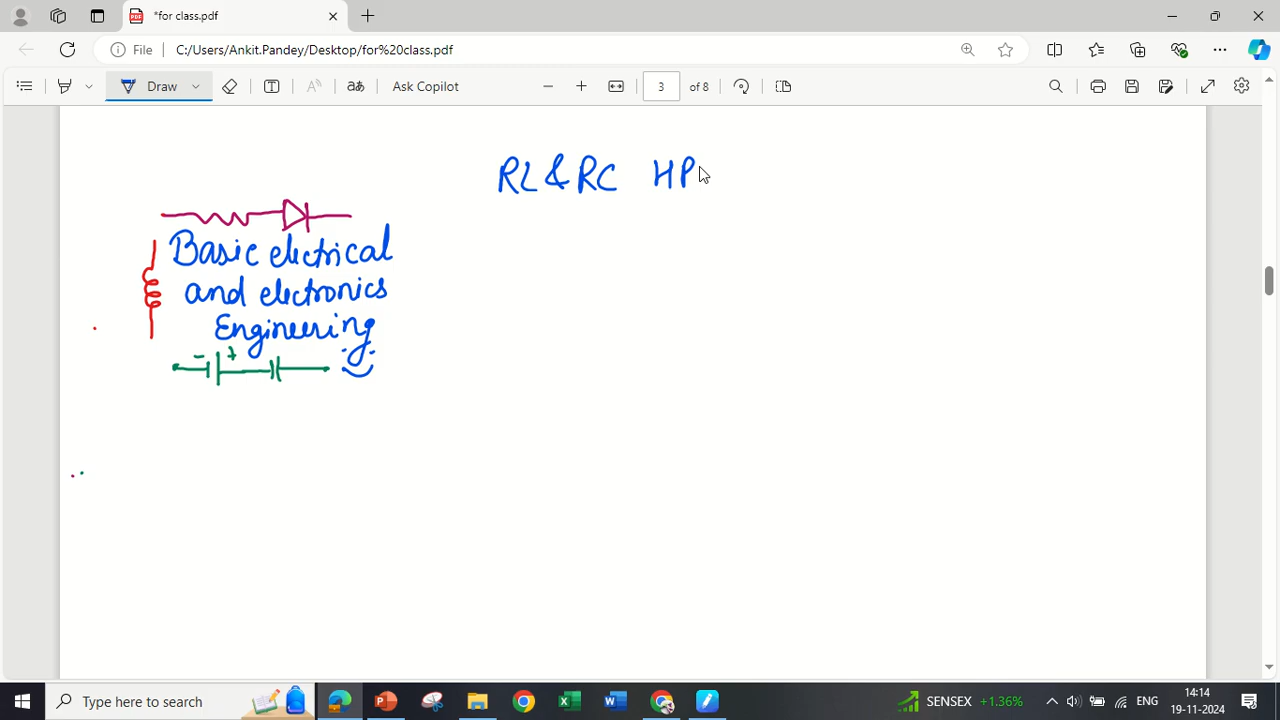 *for class.pdf
File C:/Users/Ankit.Pandey/Desktop/for%20class.pdf
Draw Ask Copilot 3 of 8
RL & RC HP
Basic electrical
and electronics
Engineering
- +
Type here to search
SENSEX +1.36% ENG 14:14
19-11-2024